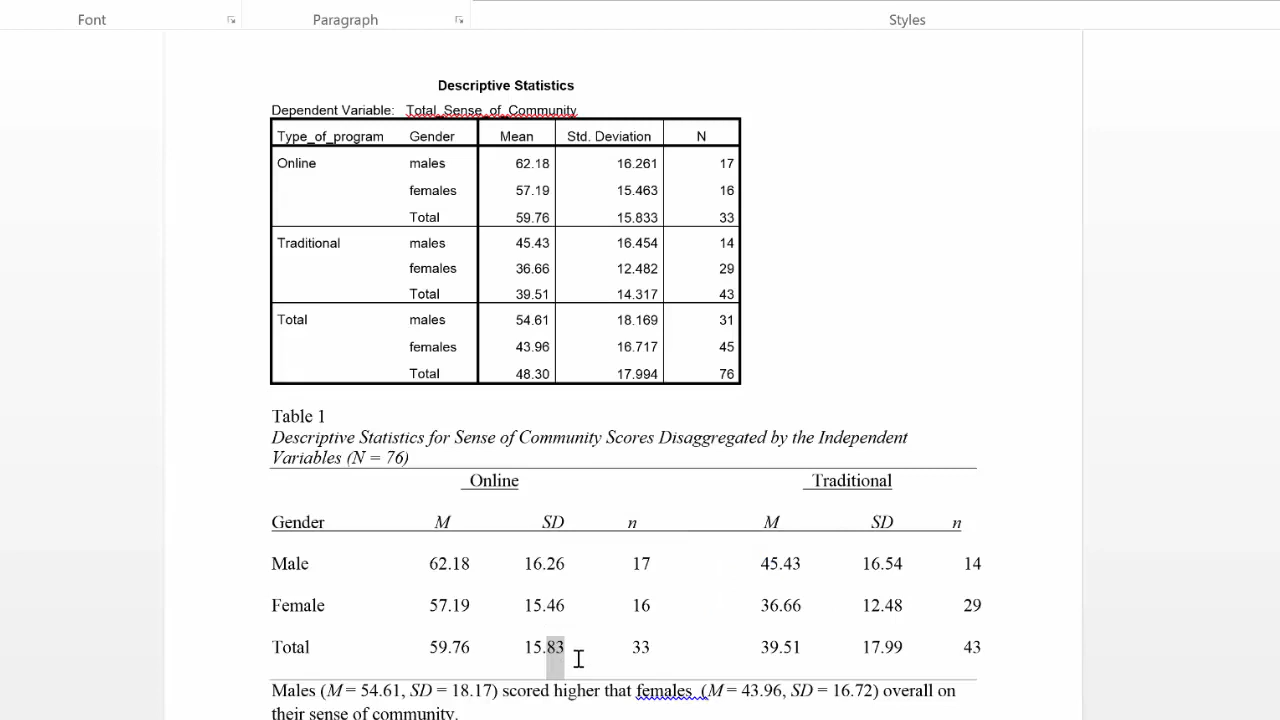 Font Paragraph Styles
Descriptive Statistics
Dependent Variable: Total_Sense_of_Community
Type_of_program Gender Mean Std. Deviation N
Online males 62.18 16.261 17
females 57.19 15.463 16
Total 59.76 15.833 33
Traditional males 45.43 16.454 14
females 36.66 12.482 29
Total 39.51 14.317 43
Total males 54.61 18.169 31
females 43.96 16.717 45
Total 48.30 17.994 76
Table 1
Descriptive Statistics for Sense of Community Scores Disaggregated by the Independent
Variables (N = 76)
Online Traditional
Gender M SD n M SD n
Male 62.18 16.26 17 45.43 16.54 14
Female 57.19 15.46 16 36.66 12.48 29
Total 59.76 15.83 33 39.51 17.99 43
Males (M = 54.61, SD = 18.17) scored higher that females (M = 43.96, SD = 16.72) overall on
their sense of community.